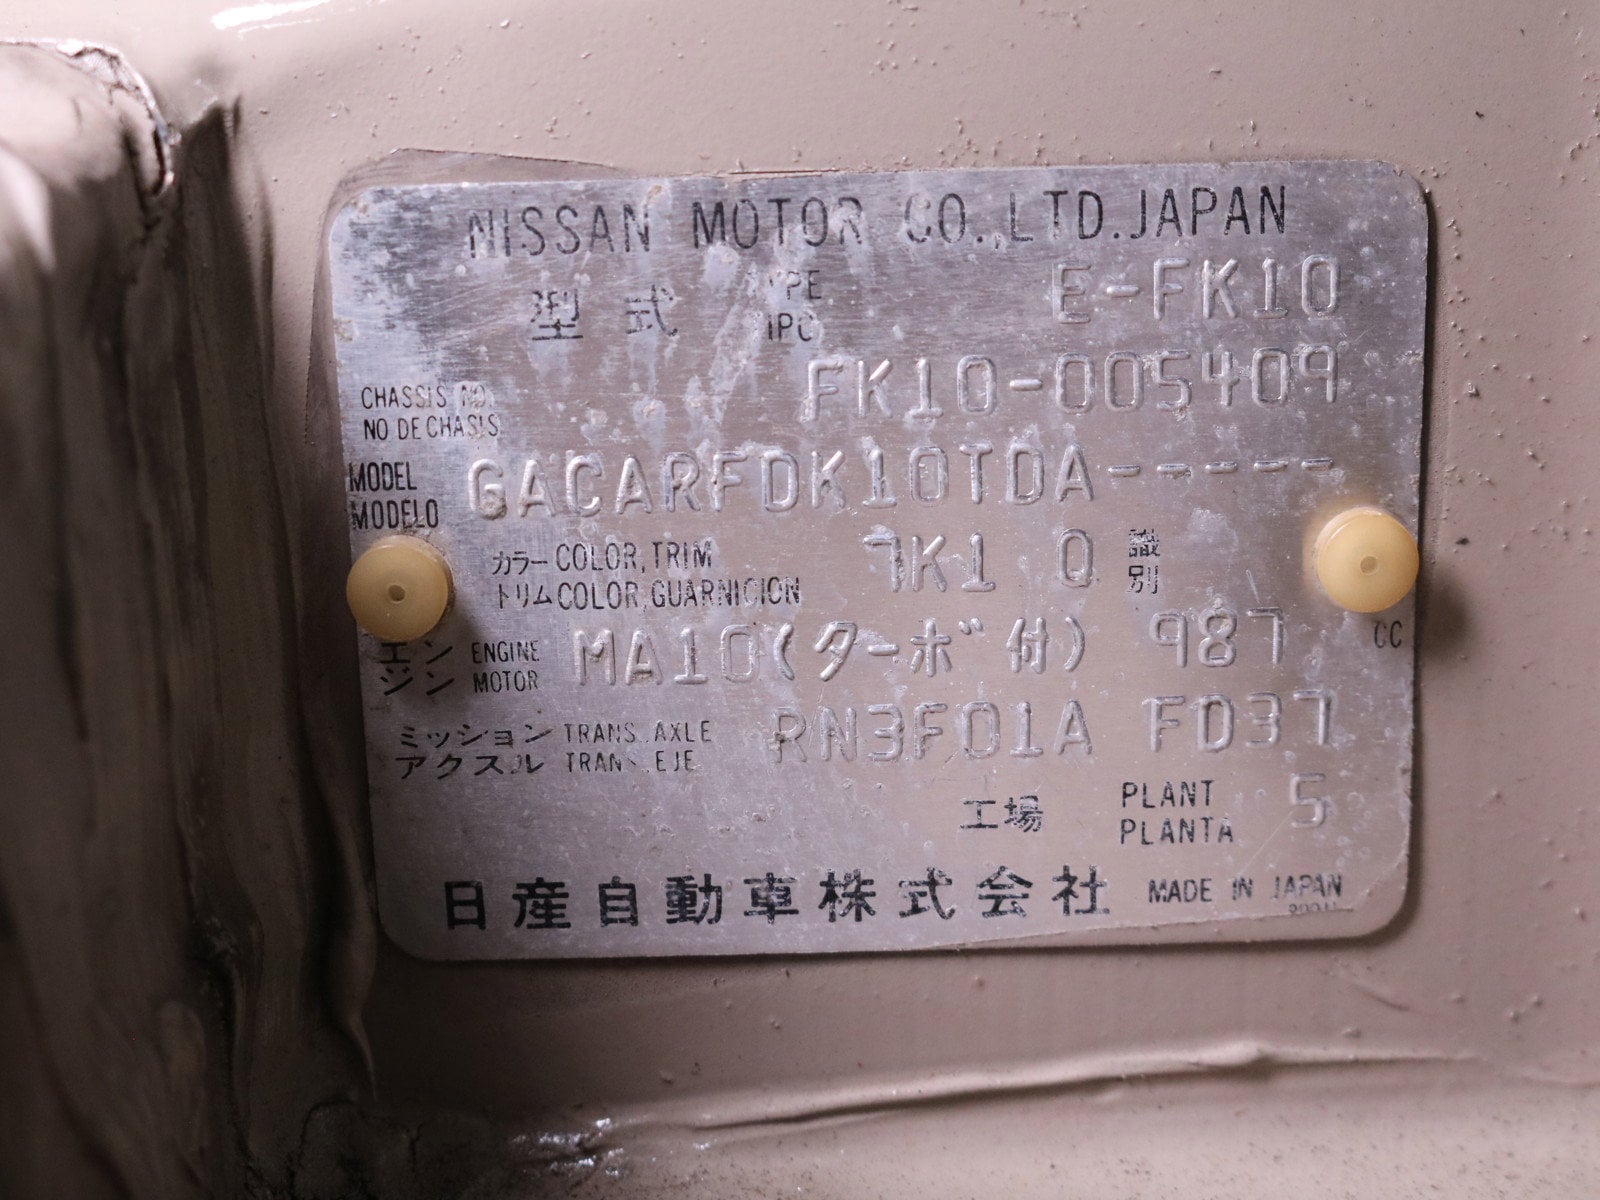 NISSAN MOTOR CO.,LTD.JAPAN
型式 TYPE TIPO E-FK10
CHASSIS NO. NO DE CHASIS FK10-005409
MODEL MODELO GACARFDK10TDA-----
カラー COLOR,TRIM 7K1 Q 識別
トリム COLOR,GUARNICION
エンジン ENGINE MOTOR MA10(ターボ付) 987 CC
ミッション TRANS.AXLE RN3F01A FD37
アクスル TRANS.EJE
工場 PLANT PLANTA 5
日産自動車株式会社 MADE IN JAPAN